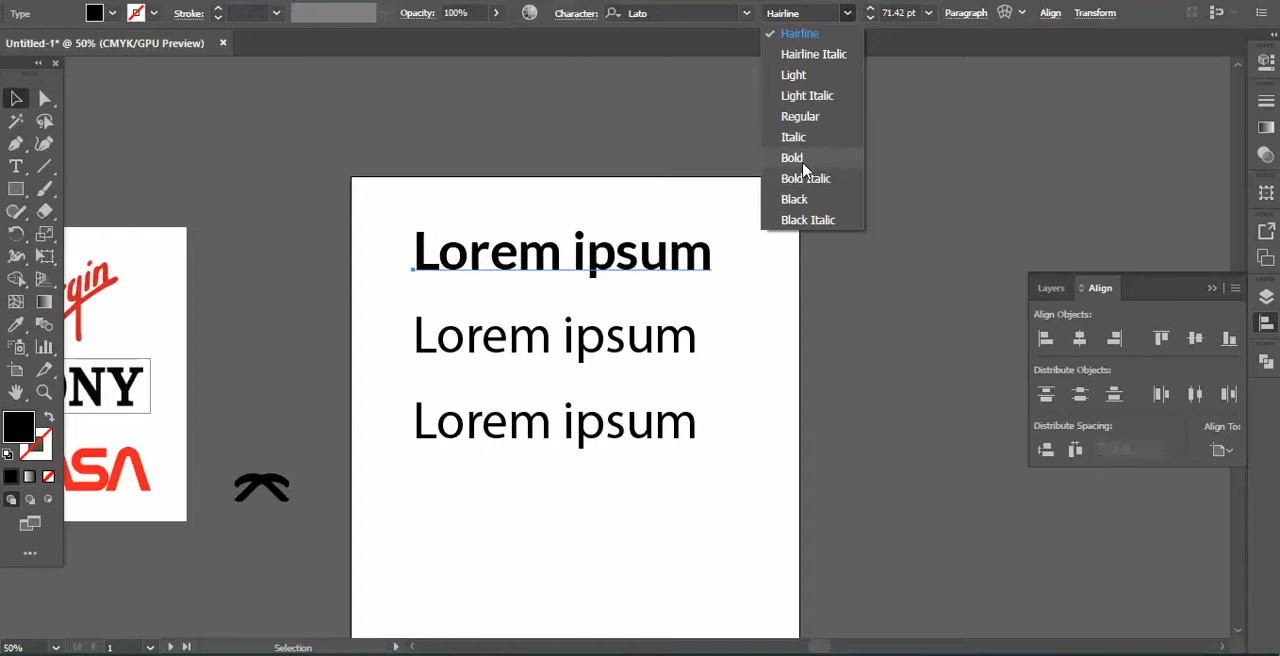 Type
Stroke:
Opacity: 100%
Character: Lato
Hairline
71.42 pt
Paragraph
Align
Transform
Untitled-1* @ 50% (CMYK/GPU Preview)
Hairline
Hairline Italic
Light
Light Italic
Regular
Italic
Bold
Bold Italic
Black
Black Italic
Lorem ipsum
Lorem ipsum
Lorem ipsum
Layers
Align
Align Objects:
Distribute Objects:
Distribute Spacing:
Align To:
50%
1
Selection